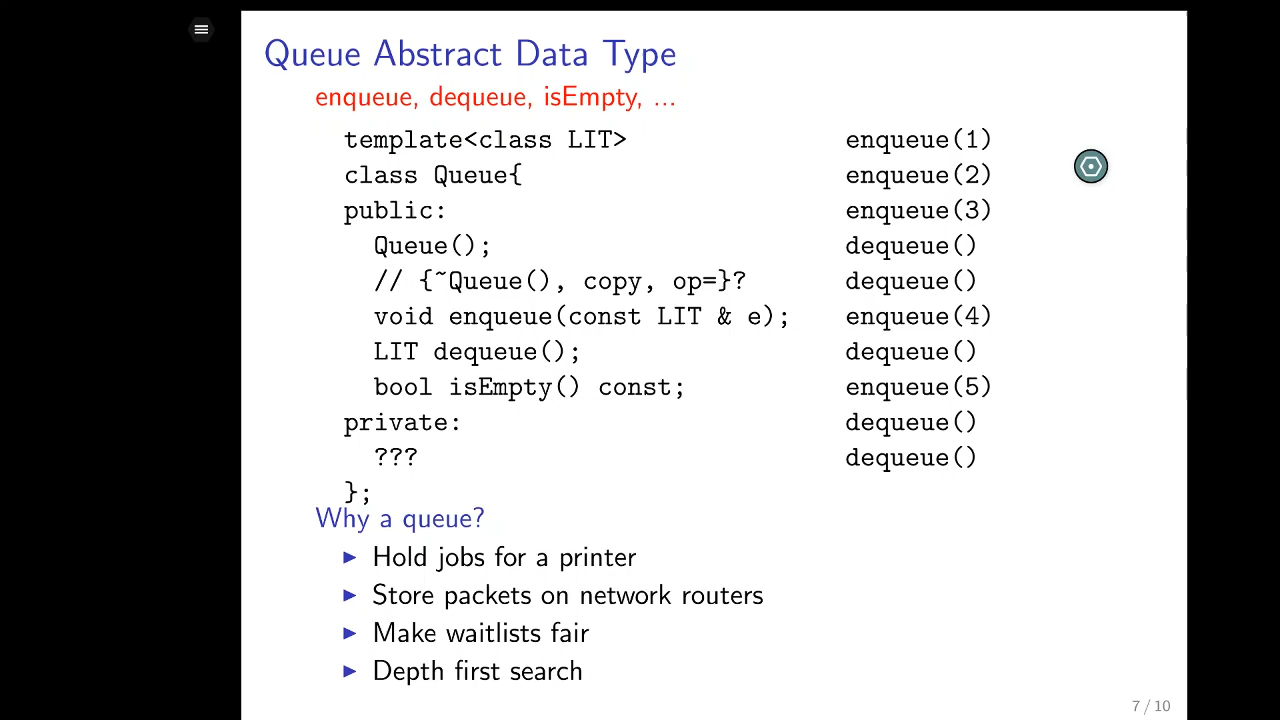 Queue Abstract Data Type
enqueue, dequeue, isEmpty, ...
template<class LIT>
class Queue{
public:
Queue();
// {~Queue(), copy, op=}?
void enqueue(const LIT & e);
LIT dequeue();
bool isEmpty() const;
private:
???
};
enqueue(1)
enqueue(2)
enqueue(3)
dequeue()
dequeue()
enqueue(4)
dequeue()
enqueue(5)
dequeue()
dequeue()
Why a queue?
Hold jobs for a printer
Store packets on network routers
Make waitlists fair
Depth first search
7 / 10